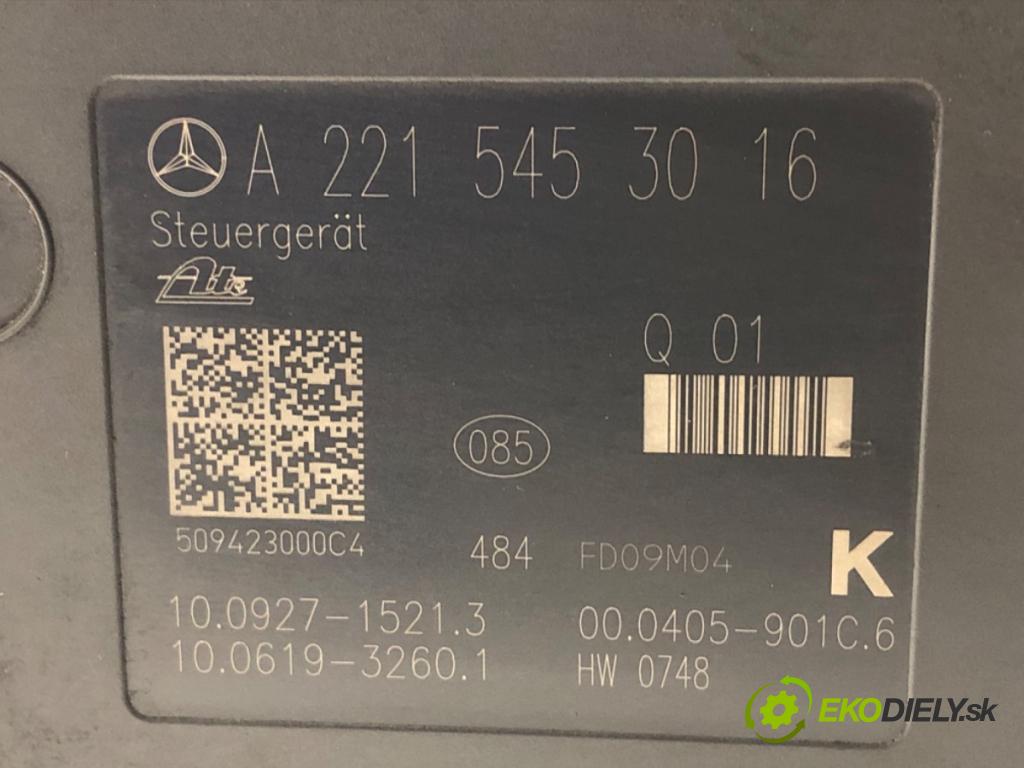 A 221 545 30 16
Steuergerät
Ate
Q 01
085
509423000C4 484 FD09M04 K
10.0927-1521.3 00.0405-901C.6
10.0619-3260.1 HW 0748
EKODIELY.sk